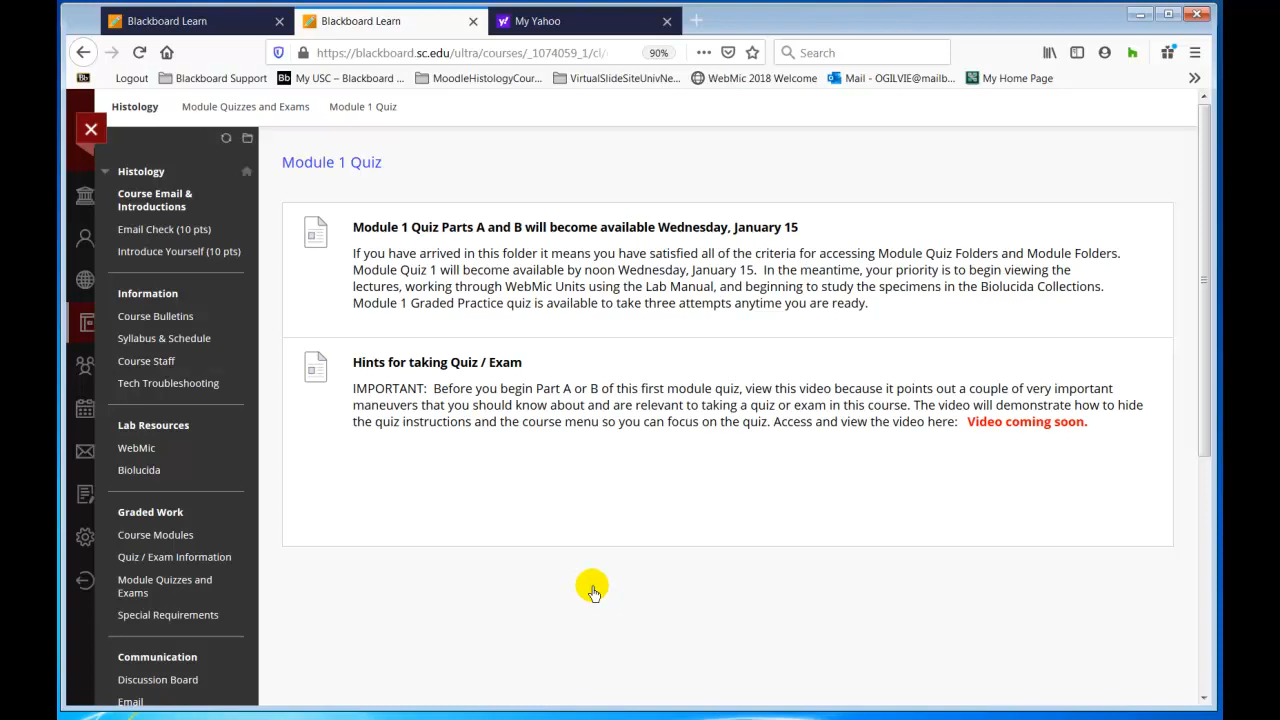 Blackboard Learn
Blackboard Learn
My Yahoo
https://blackboard.sc.edu/ultra/courses/_1074059_1/cl/
90%
Search
Bb
Logout
Blackboard Support
Bb My USC – Blackboard ...
MoodleHistologyCour...
VirtualSlideSiteUnivNe...
WebMic 2018 Welcome
Mail - OGILVIE@mailb...
My Home Page
Histology
Module Quizzes and Exams
Module 1 Quiz
Histology
Course Email &
Introductions
Email Check (10 pts)
Introduce Yourself (10 pts)
Information
Course Bulletins
Syllabus & Schedule
Course Staff
Tech Troubleshooting
Lab Resources
WebMic
Biolucida
Graded Work
Course Modules
Quiz / Exam Information
Module Quizzes and
Exams
Special Requirements
Communication
Discussion Board
Email
Module 1 Quiz
Module 1 Quiz Parts A and B will become available Wednesday, January 15
If you have arrived in this folder it means you have satisfied all of the criteria for accessing Module Quiz Folders and Module Folders.
Module Quiz 1 will become available by noon Wednesday, January 15. In the meantime, your priority is to begin viewing the
lectures, working through WebMic Units using the Lab Manual, and beginning to study the specimens in the Biolucida Collections.
Module 1 Graded Practice quiz is available to take three attempts anytime you are ready.
Hints for taking Quiz / Exam
IMPORTANT: Before you begin Part A or B of this first module quiz, view this video because it points out a couple of very important
maneuvers that you should know about and are relevant to taking a quiz or exam in this course. The video will demonstrate how to hide
the quiz instructions and the course menu so you can focus on the quiz. Access and view the video here: Video coming soon.